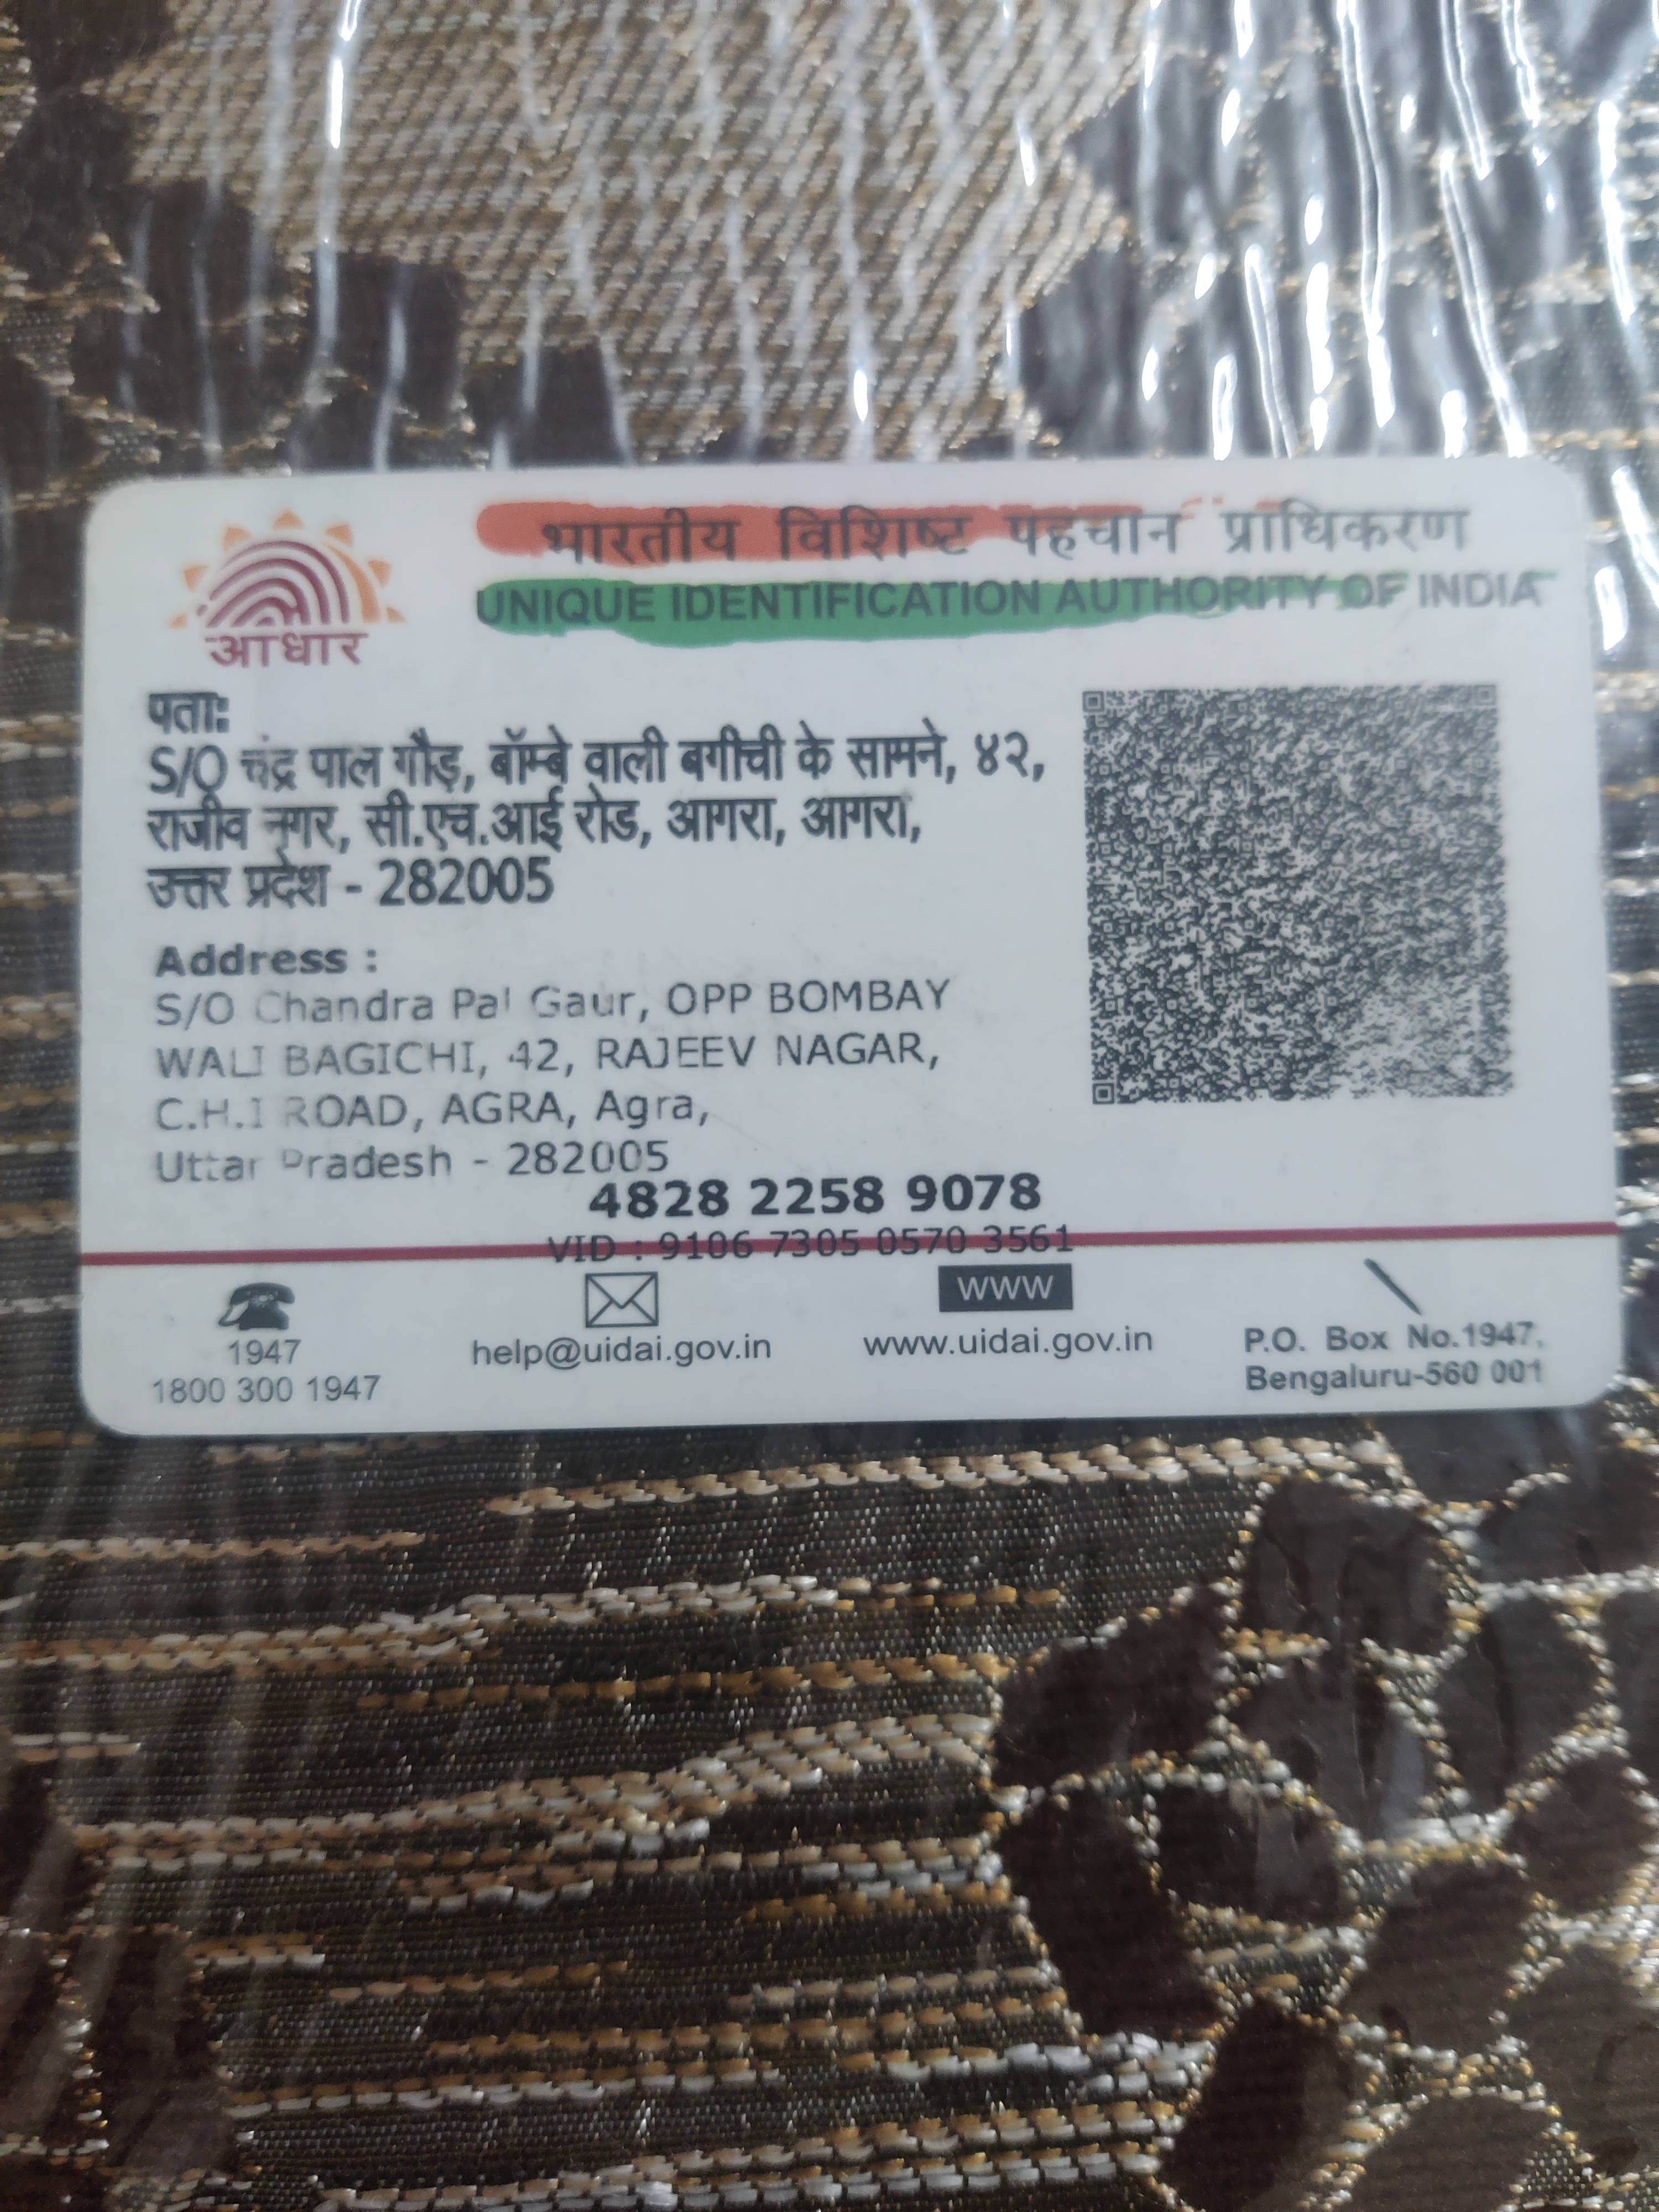 भारतीय विशिष्ट पहचान प्राधिकरण
UNIQUE IDENTIFICATION AUTHORITY OF INDIA
आधार
पताः
S/O चंद्र पाल गौड़, बॉम्बे वाली बगीची के सामने, ४२,
राजीव नगर, सी.एच.आई रोड, आगरा, आगरा,
उत्तर प्रदेश - 282005
Address :
S/O Chandra Pal Gaur, OPP BOMBAY
WALI BAGICHI, 42, RAJEEV NAGAR,
C.H.I ROAD, AGRA, Agra,
Uttar Pradesh - 282005
4828 2258 9078
VID : 9106 7305 0570 3561
1947
1800 300 1947
help@uidai.gov.in
www
www.uidai.gov.in
P.O. Box No.1947,
Bengaluru-560 001